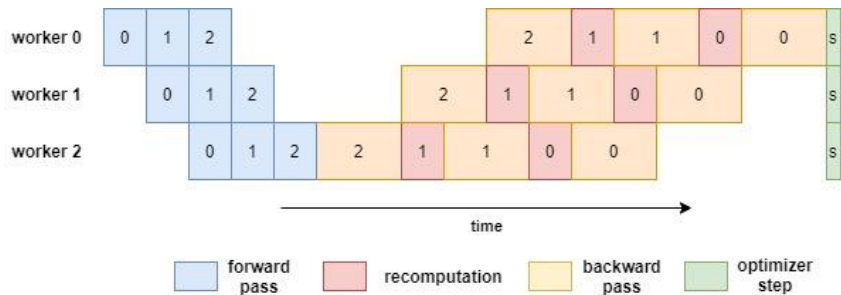 worker 0 0 1 2 2 1 1 0 0 s
worker 1 0 1 2 2 1 1 0 0 s
worker 2 0 1 2 2 1 1 0 0 s
time
forward pass
recomputation
backward pass
optimizer step